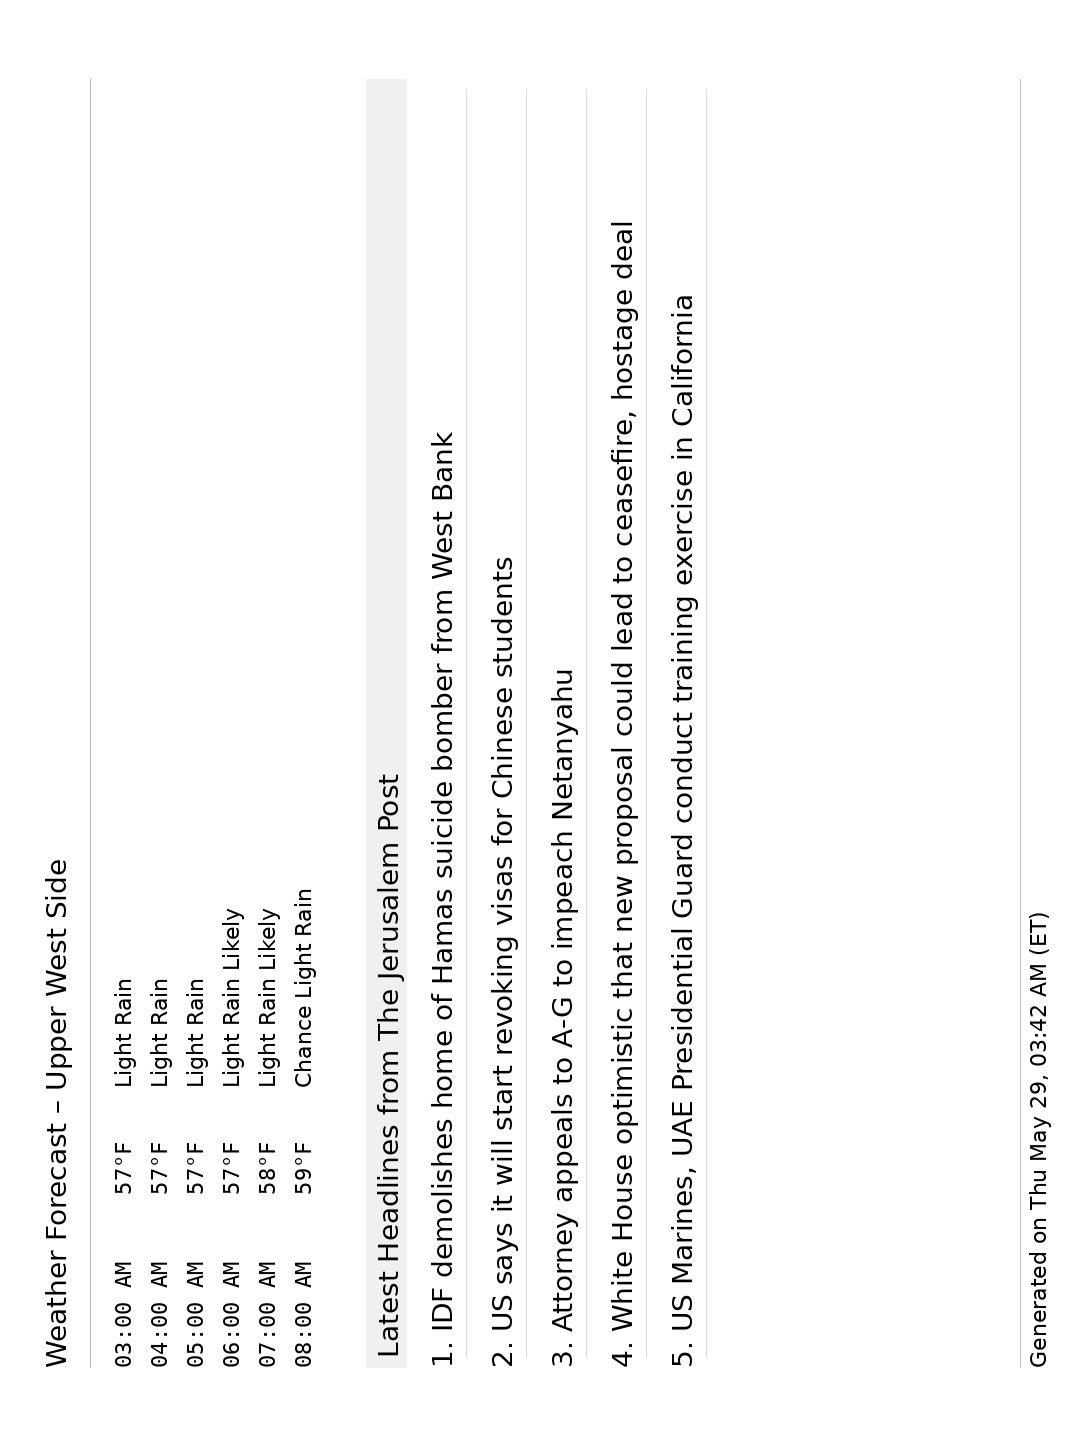 Weather Forecast – Upper West Side
03:00 AM 57°F Light Rain
04:00 AM 57°F Light Rain
05:00 AM 57°F Light Rain
06:00 AM 57°F Light Rain Likely
07:00 AM 58°F Light Rain Likely
08:00 AM 59°F Chance Light Rain
Latest Headlines from The Jerusalem Post
1. IDF demolishes home of Hamas suicide bomber from West Bank
2. US says it will start revoking visas for Chinese students
3. Attorney appeals to A-G to impeach Netanyahu
4. White House optimistic that new proposal could lead to ceasefire, hostage deal
5. US Marines, UAE Presidential Guard conduct training exercise in California
Generated on Thu May 29, 03:42 AM (ET)